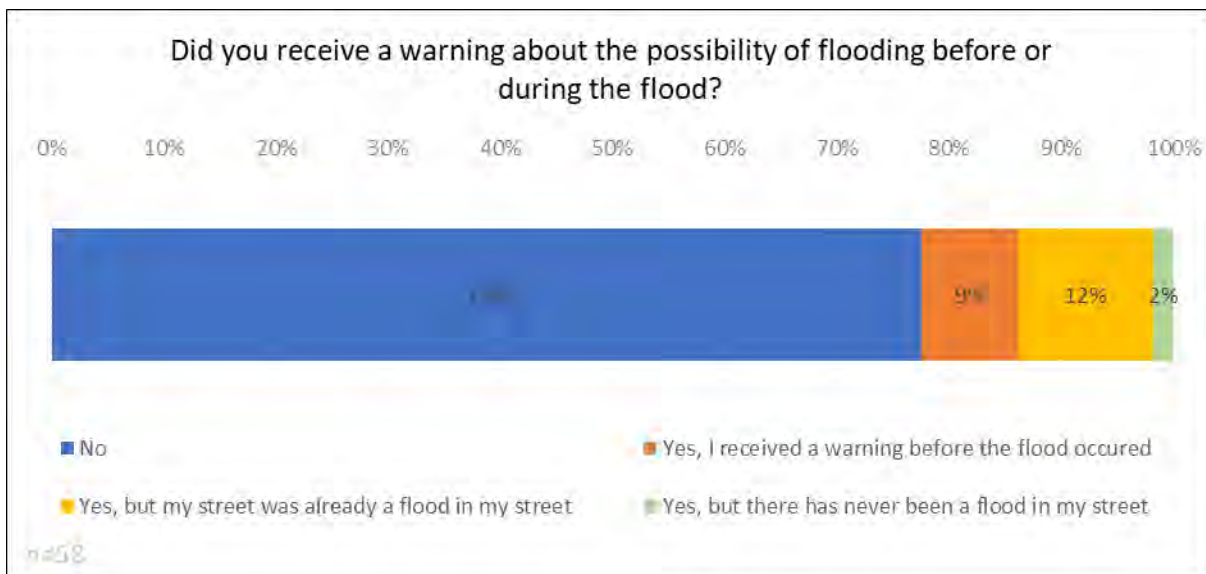 Did you receive a warning about the possibility of flooding before or
during the flood?
0% 10% 20% 30% 40% 50% 60% 70% 80% 90% 100%
9% 12% 2%
No
Yes, I received a warning before the flood occured
Yes, but my street was already a flood in my street
Yes, but there has never been a flood in my street
n=58